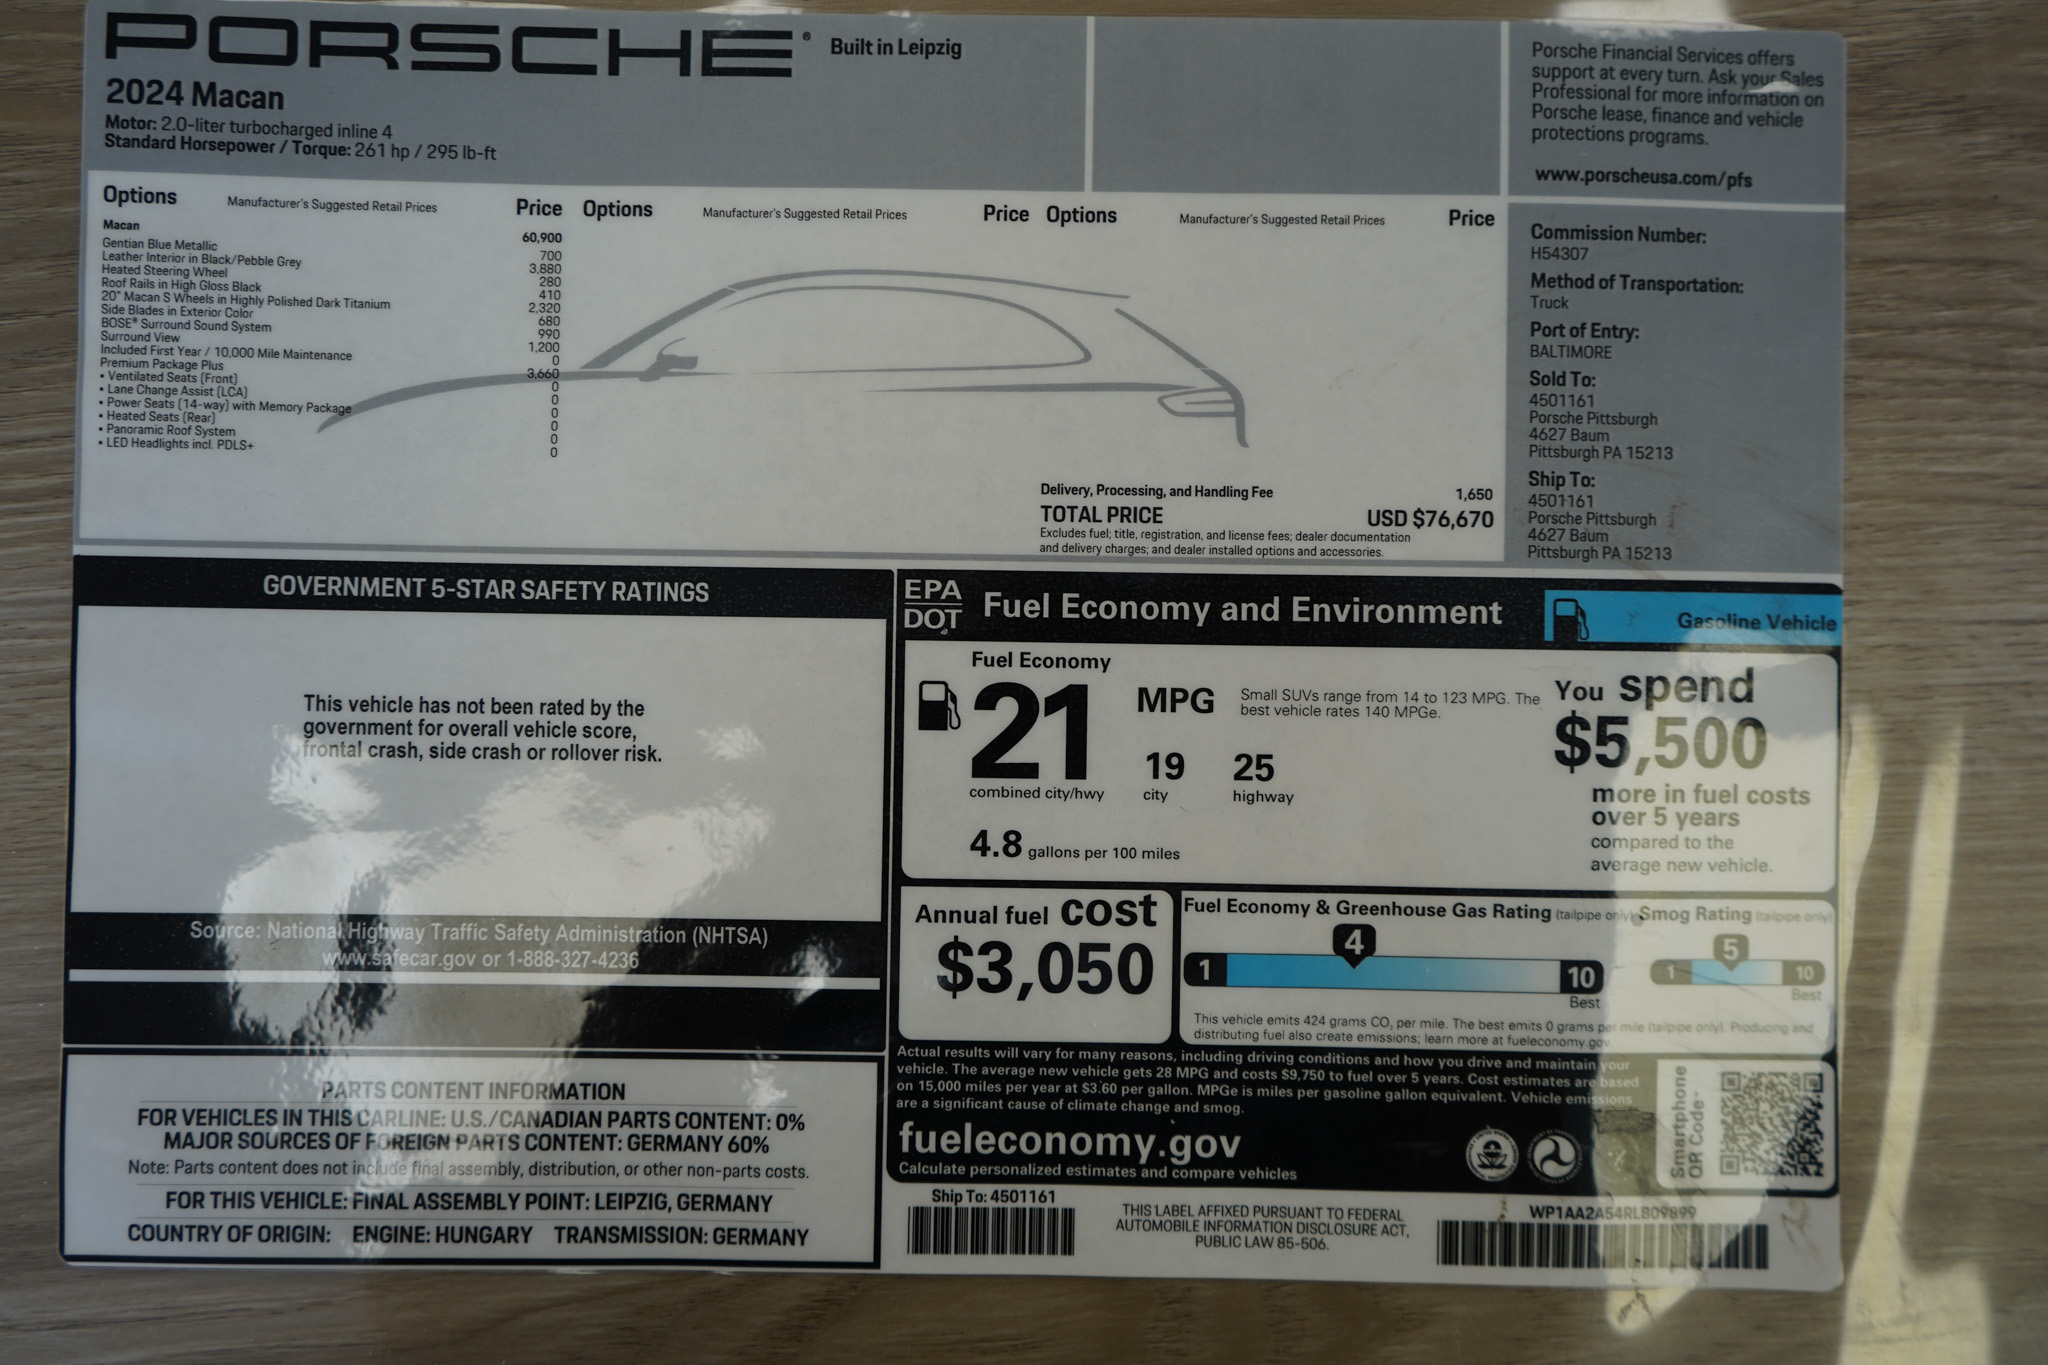 PORSCHE® Built in Leipzig
2024 Macan
Motor: 2.0-liter turbocharged inline 4
Standard Horsepower / Torque: 261 hp / 295 lb-ft
Porsche Financial Services offers
support at every turn. Ask your Sales
Professional for more information on
Porsche lease, finance and vehicle
protections programs.
www.porscheusa.com/pfs
Options Manufacturer's Suggested Retail Prices Price Options Manufacturer's Suggested Retail Prices Price Options Manufacturer's Suggested Retail Prices Price
Macan 60,900
Gentian Blue Metallic 700
Leather Interior in Black/Pebble Grey 3,880
Heated Steering Wheel 280
Roof Rails in High Gloss Black 410
20" Macan S Wheels in Highly Polished Dark Titanium 2,320
Side Blades in Exterior Color 680
BOSE® Surround Sound System 990
Surround View 1,200
Included First Year / 10,000 Mile Maintenance 0
Premium Package Plus 3,660
• Ventilated Seats (Front) 0
• Lane Change Assist (LCA) 0
• Power Seats (14-way) with Memory Package 0
• Heated Seats (Rear) 0
• Panoramic Roof System 0
• LED Headlights incl. PDLS+ 0
Delivery, Processing, and Handling Fee 1,650
TOTAL PRICE USD $76,670
Excludes fuel; title, registration, and license fees; dealer documentation
and delivery charges; and dealer installed options and accessories.
Commission Number:
H54307
Method of Transportation:
Truck
Port of Entry:
BALTIMORE
Sold To:
4501161
Porsche Pittsburgh
4627 Baum
Pittsburgh PA 15213
Ship To:
4501161
Porsche Pittsburgh
4627 Baum
Pittsburgh PA 15213
GOVERNMENT 5-STAR SAFETY RATINGS
This vehicle has not been rated by the
government for overall vehicle score,
frontal crash, side crash or rollover risk.
Source: National Highway Traffic Safety Administration (NHTSA)
www.safecar.gov or 1-888-327-4236
PARTS CONTENT INFORMATION
FOR VEHICLES IN THIS CARLINE: U.S./CANADIAN PARTS CONTENT: 0%
MAJOR SOURCES OF FOREIGN PARTS CONTENT: GERMANY 60%
Note: Parts content does not include final assembly, distribution, or other non-parts costs.
FOR THIS VEHICLE: FINAL ASSEMBLY POINT: LEIPZIG, GERMANY
COUNTRY OF ORIGIN: ENGINE: HUNGARY TRANSMISSION: GERMANY
EPA
DOT
Fuel Economy and Environment
Gasoline Vehicle
Fuel Economy
21 MPG
combined city/hwy
19
city
25
highway
4.8 gallons per 100 miles
Small SUVs range from 14 to 123 MPG. The
best vehicle rates 140 MPGe.
You spend
$5,500
more in fuel costs
over 5 years
compared to the
average new vehicle.
Annual fuel cost
$3,050
Fuel Economy & Greenhouse Gas Rating (tailpipe only)
4
1 10
Best
Smog Rating (tailpipe only)
5
1 10
Best
This vehicle emits 424 grams CO₂ per mile. The best emits 0 grams per mile (tailpipe only). Producing and
distributing fuel also create emissions; learn more at fueleconomy.gov.
Actual results will vary for many reasons, including driving conditions and how you drive and maintain your
vehicle. The average new vehicle gets 28 MPG and costs $9,750 to fuel over 5 years. Cost estimates are based
on 15,000 miles per year at $3.60 per gallon. MPGe is miles per gasoline gallon equivalent. Vehicle emissions
are a significant cause of climate change and smog.
fueleconomy.gov
Calculate personalized estimates and compare vehicles
Smartphone
QR Code™
Ship To: 4501161
THIS LABEL AFFIXED PURSUANT TO FEDERAL
AUTOMOBILE INFORMATION DISCLOSURE ACT,
PUBLIC LAW 85-506.
WP1AA2A54RLB09899